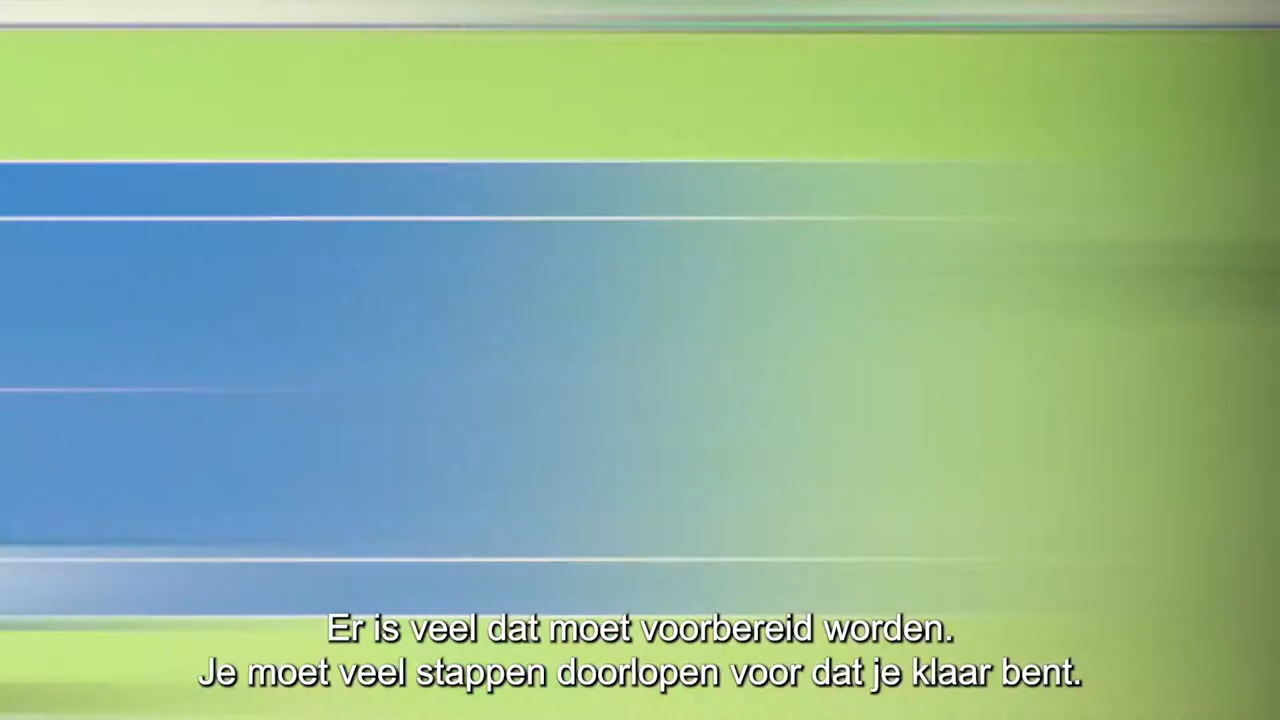 Er is veel dat moet voorbereid worden.
Je moet veel stappen doorlopen voor dat je klaar bent.